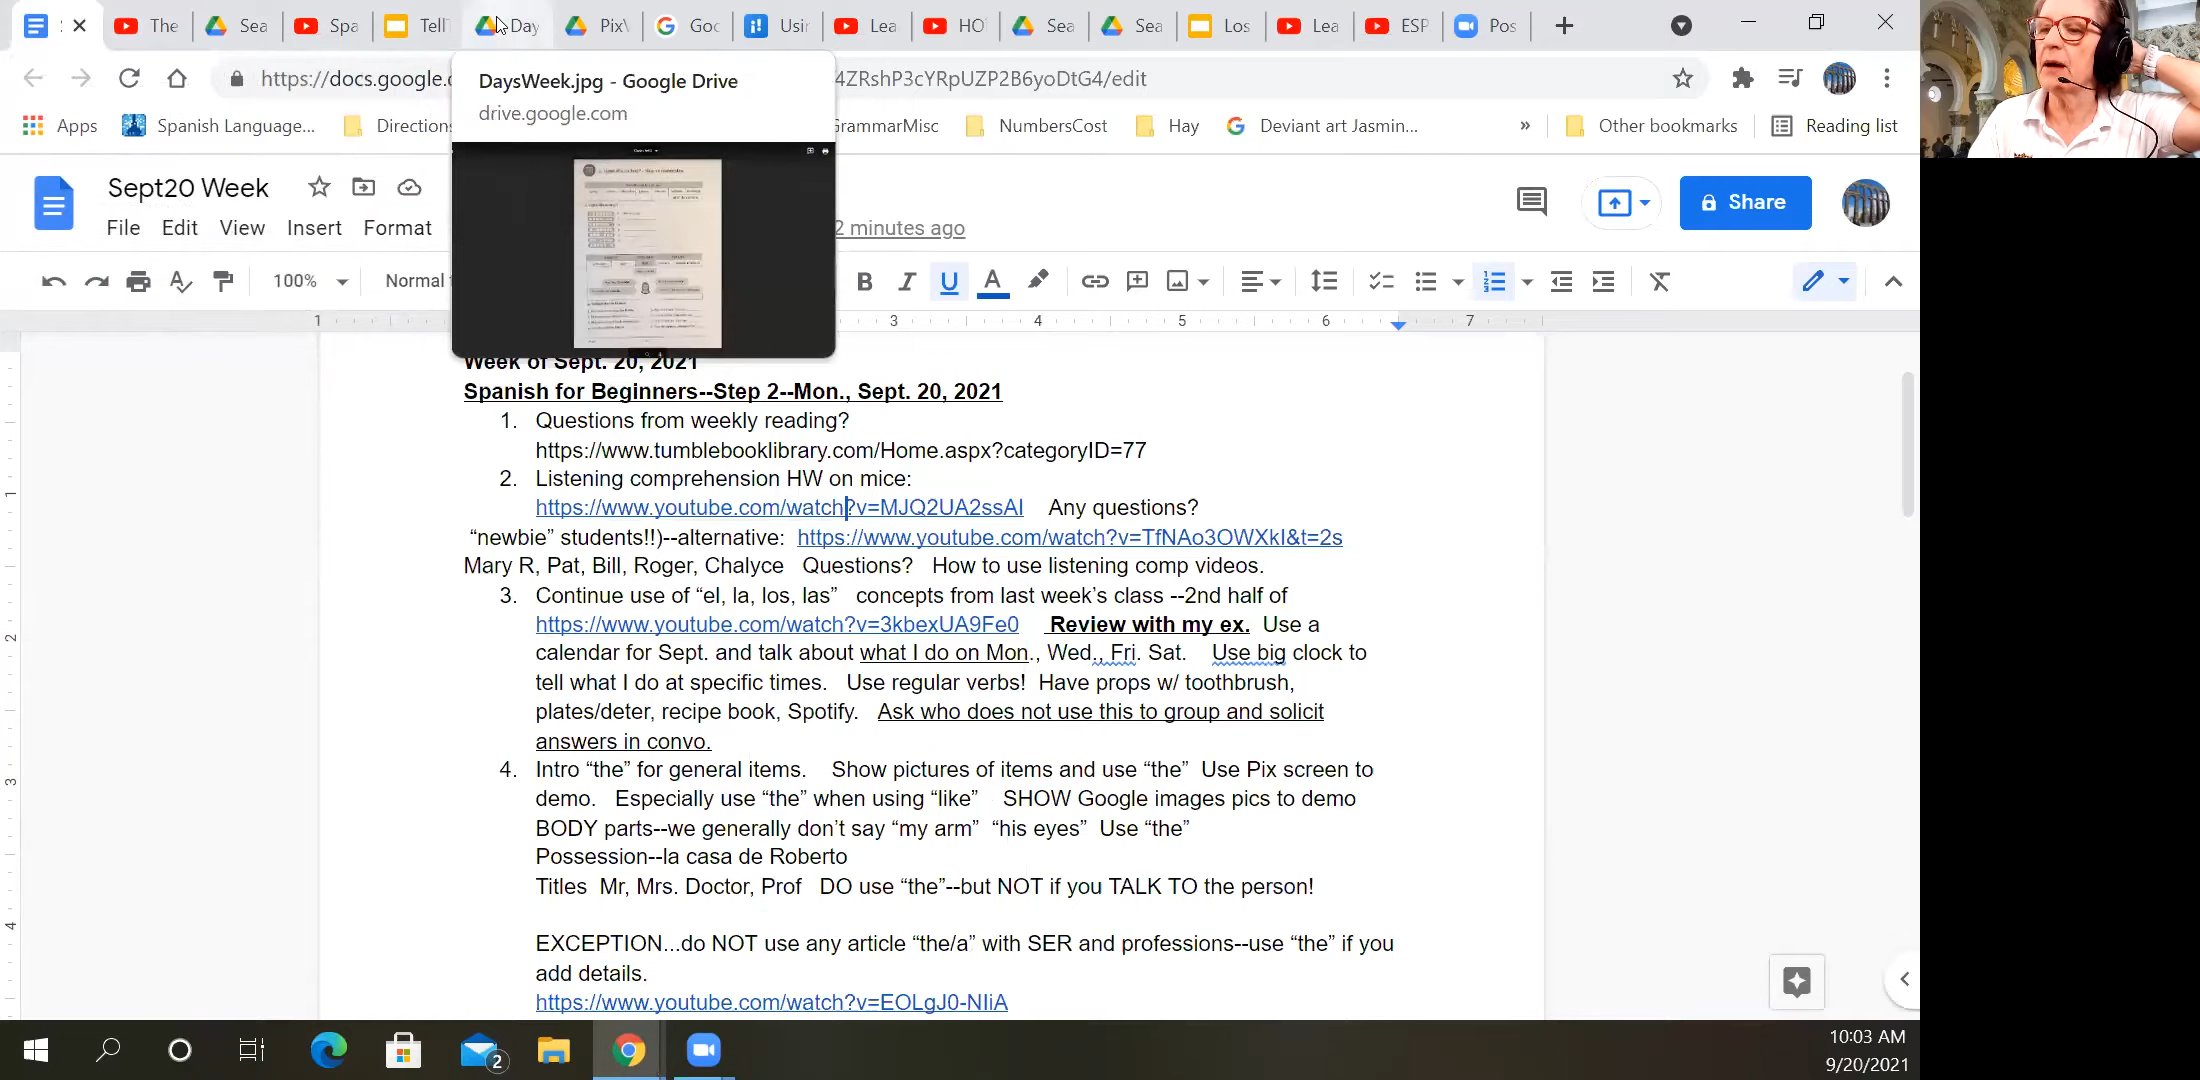 The
Sea
Spa
Tell
Day
PixV
Goc
Usir
Lea
HO
Sea
Sea
Los
Lea
ESP
Pos
https://docs.google.c
4ZRshP3cYRpUZP2B6yoDtG4/edit
DaysWeek.jpg - Google Drive
drive.google.com
Apps
Spanish Language...
Directions
GrammarMisc
NumbersCost
Hay
Deviant art Jasmin...
»
Other bookmarks
Reading list
Sept20 Week
File Edit View Insert Format
2 minutes ago
Share
100%
Normal
B I U A
1 3 4 5 6 7
Week of Sept. 20, 2021
Spanish for Beginners--Step 2--Mon., Sept. 20, 2021
1. Questions from weekly reading?
https://www.tumblebooklibrary.com/Home.aspx?categoryID=77
2. Listening comprehension HW on mice:
https://www.youtube.com/watch?v=MJQ2UA2ssAI Any questions?
“newbie” students!!)--alternative: https://www.youtube.com/watch?v=TfNAo3OWXkI&t=2s
Mary R, Pat, Bill, Roger, Chalyce Questions? How to use listening comp videos.
3. Continue use of “el, la, los, las” concepts from last week’s class --2nd half of
https://www.youtube.com/watch?v=3kbexUA9Fe0 Review with my ex. Use a
calendar for Sept. and talk about what I do on Mon., Wed., Fri. Sat. Use big clock to
tell what I do at specific times. Use regular verbs! Have props w/ toothbrush,
plates/deter, recipe book, Spotify. Ask who does not use this to group and solicit
answers in convo.
4. Intro “the” for general items. Show pictures of items and use “the” Use Pix screen to
demo. Especially use “the” when using “like” SHOW Google images pics to demo
BODY parts--we generally don’t say “my arm” “his eyes” Use “the”
Possession--la casa de Roberto
Titles Mr, Mrs. Doctor, Prof DO use “the”--but NOT if you TALK TO the person!
EXCEPTION...do NOT use any article “the/a” with SER and professions--use “the” if you
add details.
https://www.youtube.com/watch?v=EOLgJ0-NIiA
1
2
3
4
2
10:03 AM
9/20/2021